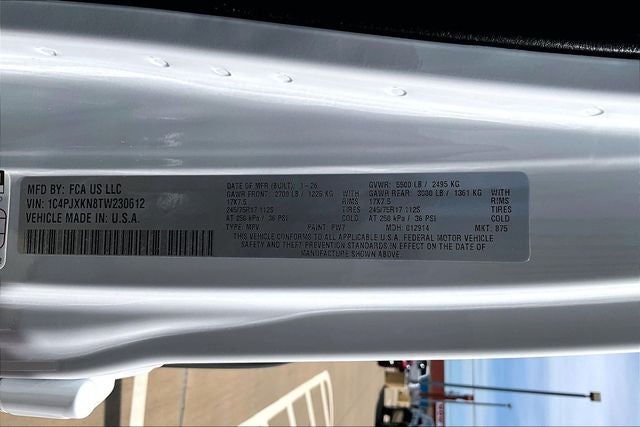 MFD BY: FCA US LLC
VIN: 1C4PJXKN8TW230612
VEHICLE MADE IN: U.S.A.
DATE OF MFR (BUILT): 1-26
GAWR FRONT: 2700 LB / 1225 KG WITH
17X7.5 RIMS
245/75R17 112S TIRES
AT 250 kPa / 36 PSI COLD
GVWR: 5500 LB / 2495 KG
GAWR REAR: 3000 LB / 1361 KG WITH
17X7.5 RIMS
245/75R17 112S TIRES
AT 250 kPa / 36 PSI COLD
TYPE: MPV PAINT: PW7 MDH: 012914 MKT: 875
THIS VEHICLE CONFORMS TO ALL APPLICABLE U.S.A. FEDERAL MOTOR VEHICLE
SAFETY AND THEFT PREVENTION STANDARDS IN EFFECT ON THE DATE OF
MANUFACTURE SHOWN ABOVE